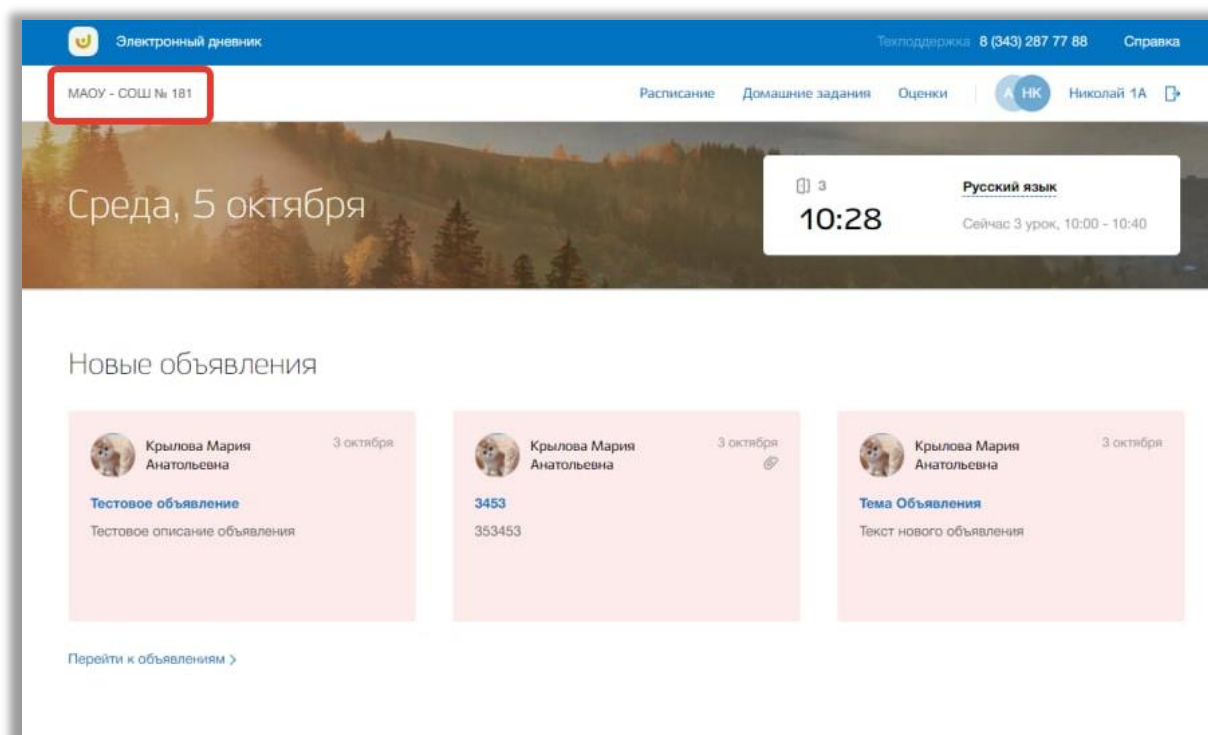 Электронный дневник
Техподдержка 8 (343) 287 77 88 Справка
МАОУ - СОШ № 181
Расписание Домашние задания Оценки А НК Николай 1А
Среда, 5 октября
3
10:28
Русский язык
Сейчас 3 урок, 10:00 - 10:40
Новые объявления
Крылова Мария
Анатольевна
3 октября
Тестовое объявление
Тестовое описание объявления
Крылова Мария
Анатольевна
3 октября
3453
353453
Крылова Мария
Анатольевна
3 октября
Тема Объявления
Текст нового объявления
Перейти к объявлениям >